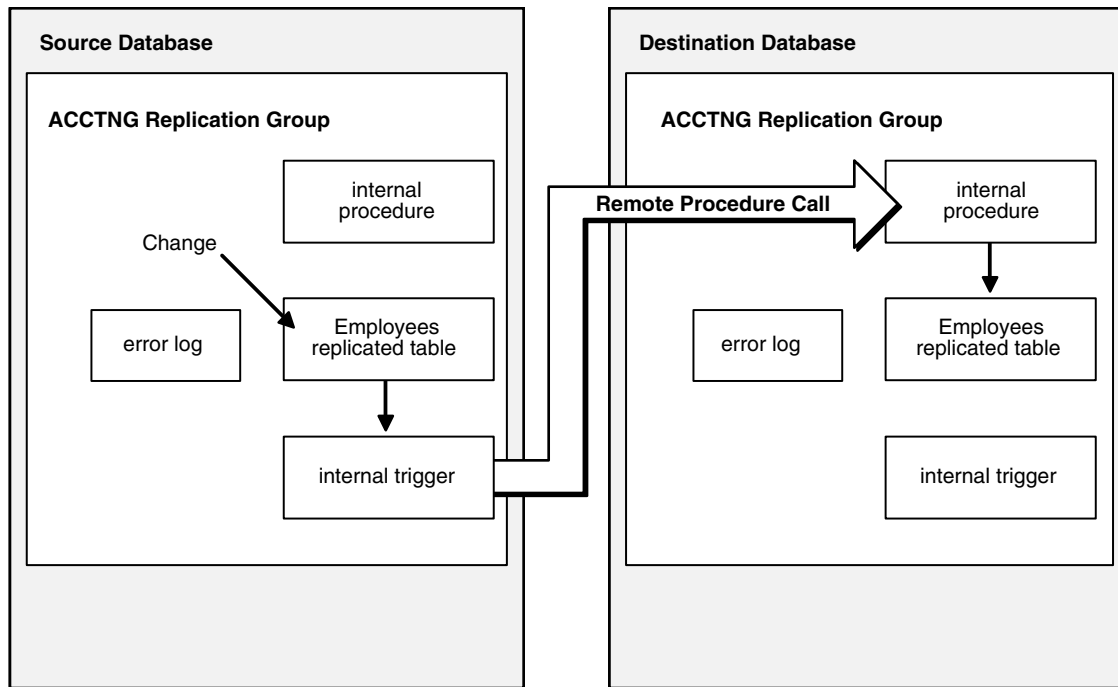 Source Database
ACCTNG Replication Group
internal
procedure
Change
Employees
replicated table
error log
internal trigger
Remote Procedure Call
Destination Database
ACCTNG Replication Group
internal
procedure
Employees
replicated table
error log
internal trigger